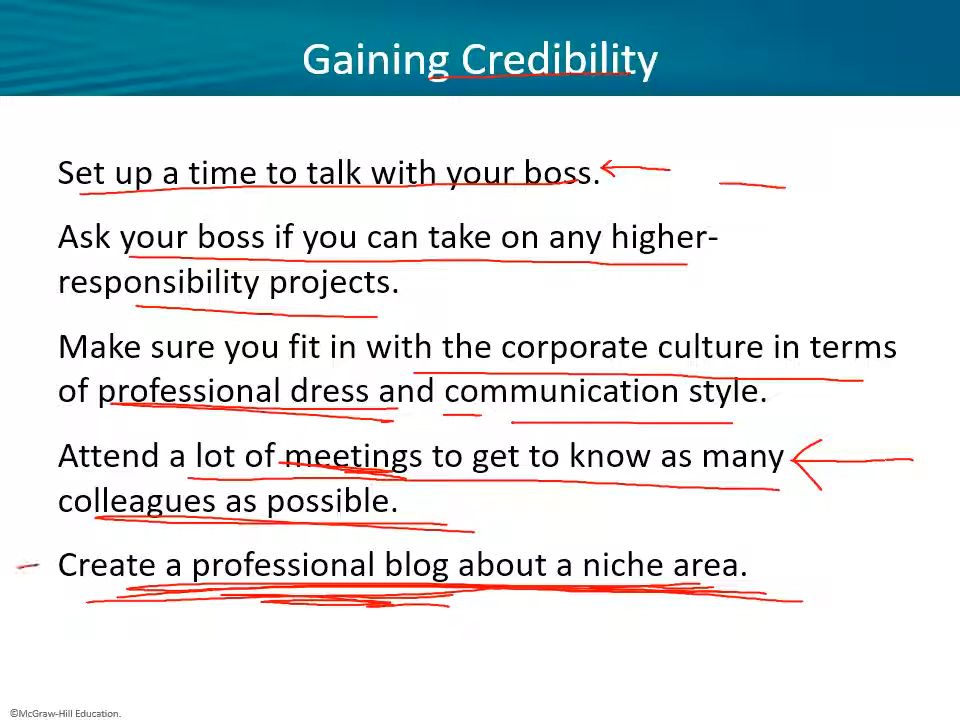 Gaining Credibility
Set up a time to talk with your boss.
Ask your boss if you can take on any higher-
responsibility projects.
Make sure you fit in with the corporate culture in terms
of professional dress and communication style.
Attend a lot of meetings to get to know as many
colleagues as possible.
Create a professional blog about a niche area.
©McGraw-Hill Education.